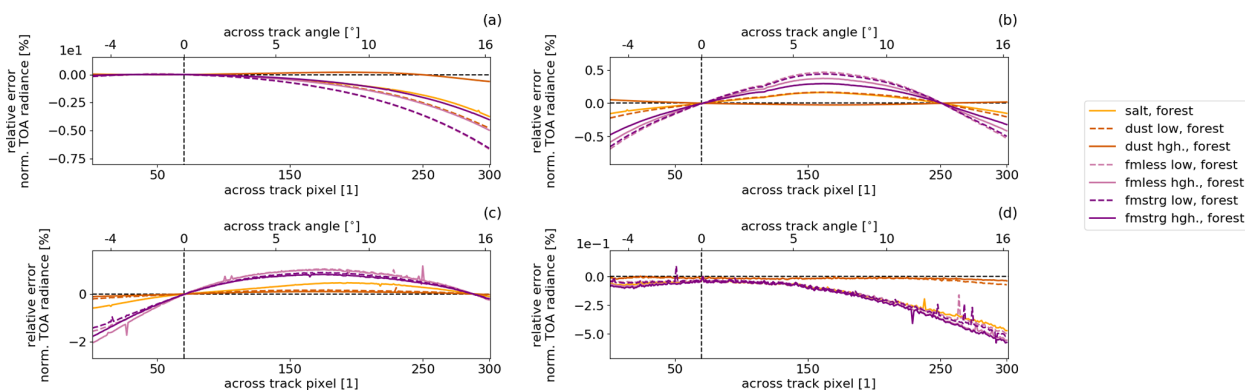 (a)
across track angle [°]
-4 0 5 10 16
1e1
relative error
norm. TOA radiance [%]
0.00
−0.25
−0.50
−0.75
50 150 250 300
across track pixel [1]
(b)
across track angle [°]
-4 0 5 10 16
relative error
norm. TOA radiance [%]
0.5
0.0
−0.5
50 150 250 300
across track pixel [1]
salt, forest
dust low, forest
dust hgh., forest
fmless low, forest
fmless hgh., forest
fmstrg low, forest
fmstrg hgh., forest
(c)
across track angle [°]
-4 0 5 10 16
relative error
norm. TOA radiance [%]
0
−2
50 150 250 300
across track pixel [1]
(d)
across track angle [°]
-4 0 5 10 16
1e−1
relative error
norm. TOA radiance [%]
0.0
−2.5
−5.0
50 150 250 300
across track pixel [1]